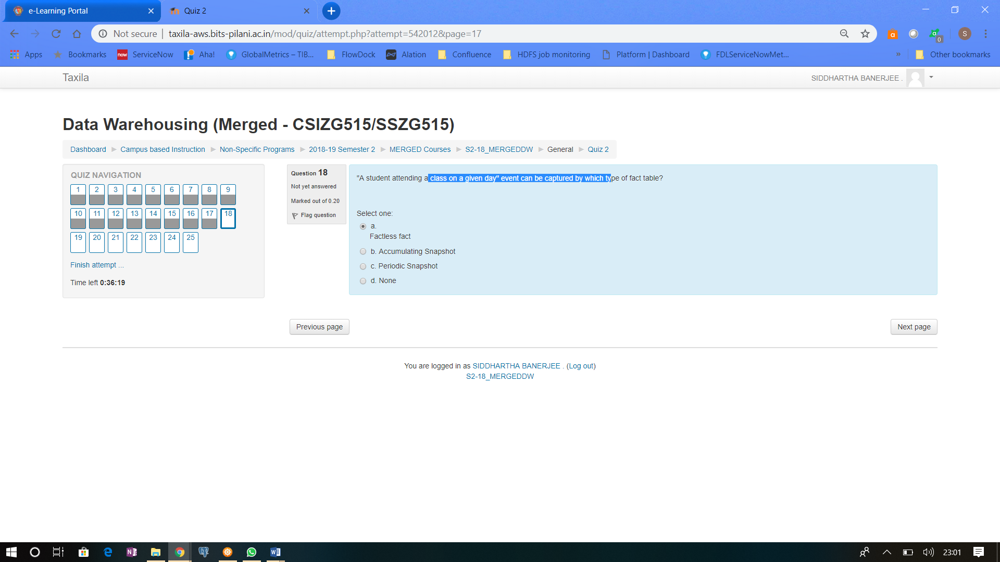 e-Learning Portal
Quiz 2
Not secure | taxila-aws.bits-pilani.ac.in/mod/quiz/attempt.php?attempt=542012&page=17
S
a
0
Apps Bookmarks now ServiceNow Aha! GlobalMetrics – TIB... FlowDock Alation Confluence HDFS job monitoring Platform | Dashboard FDLServiceNowMet... » Other bookmarks
Taxila
SIDDHARTHA BANERJEE .
Data Warehousing (Merged - CSIZG515/SSZG515)
Dashboard ► Campus based Instruction ► Non-Specific Programs ► 2018-19 Semester 2 ► MERGED Courses ► S2-18_MERGEDDW ► General ► Quiz 2
QUIZ NAVIGATION
1 2 3 4 5 6 7 8 9
10 11 12 13 14 15 16 17 18
19 20 21 22 23 24 25
Finish attempt ...
Time left 0:36:19
Question 18
Not yet answered
Marked out of 0.20
Flag question
"A student attending a class on a given day" event can be captured by which type of fact table?
Select one:
a.
Factless fact
b. Accumulating Snapshot
c. Periodic Snapshot
d. None
Previous page
Next page
You are logged in as SIDDHARTHA BANERJEE . (Log out)
S2-18_MERGEDDW
23:01